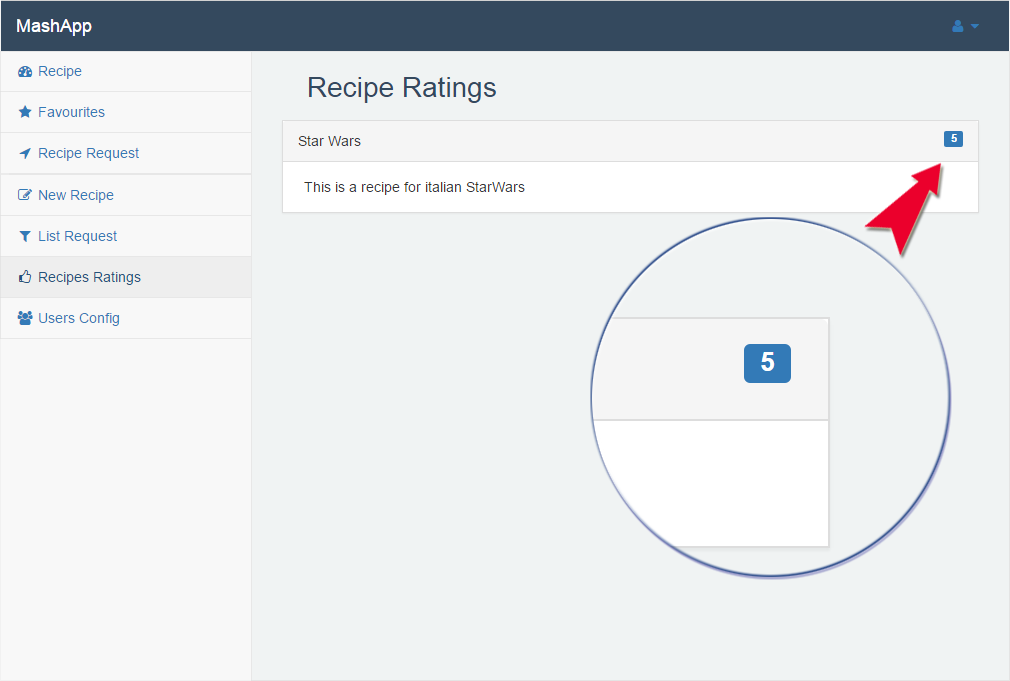 MashApp
Recipe
Favourites
Recipe Request
New Recipe
List Request
Recipes Ratings
Users Config
Recipe Ratings
Star Wars
5
This is a recipe for italian StarWars
5